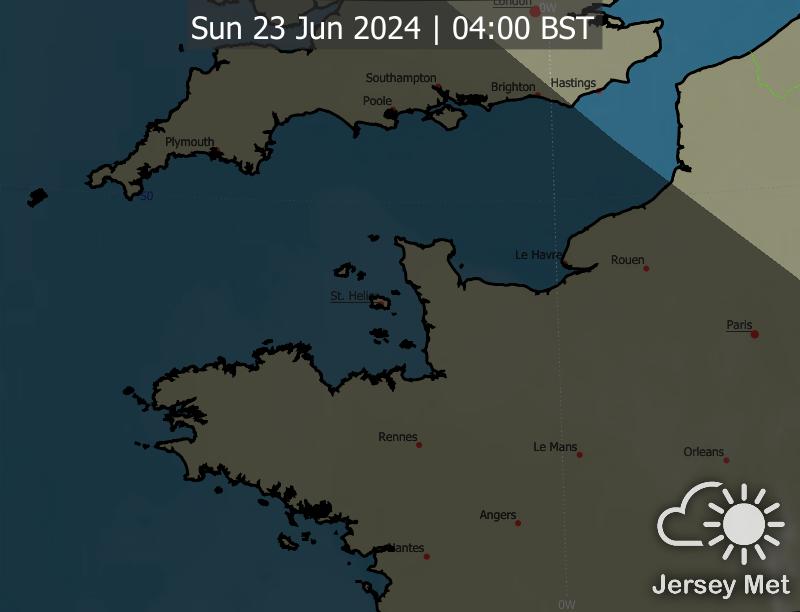 London
0W
Sun 23 Jun 2024 | 04:00 BST
Southampton
Brighton
Hastings
Poole
Plymouth
50
Le Havre
Rouen
St. Helier
Paris
Rennes
Le Mans
Orleans
Angers
Nantes
Jersey Met
0W